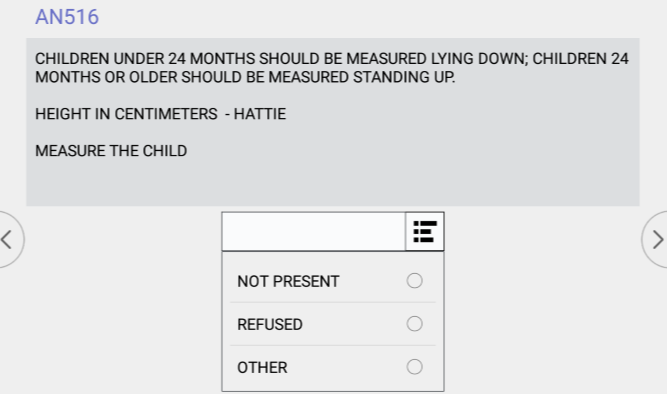 AN516
CHILDREN UNDER 24 MONTHS SHOULD BE MEASURED LYING DOWN; CHILDREN 24
MONTHS OR OLDER SHOULD BE MEASURED STANDING UP.
HEIGHT IN CENTIMETERS - HATTIE
MEASURE THE CHILD
NOT PRESENT
REFUSED
OTHER